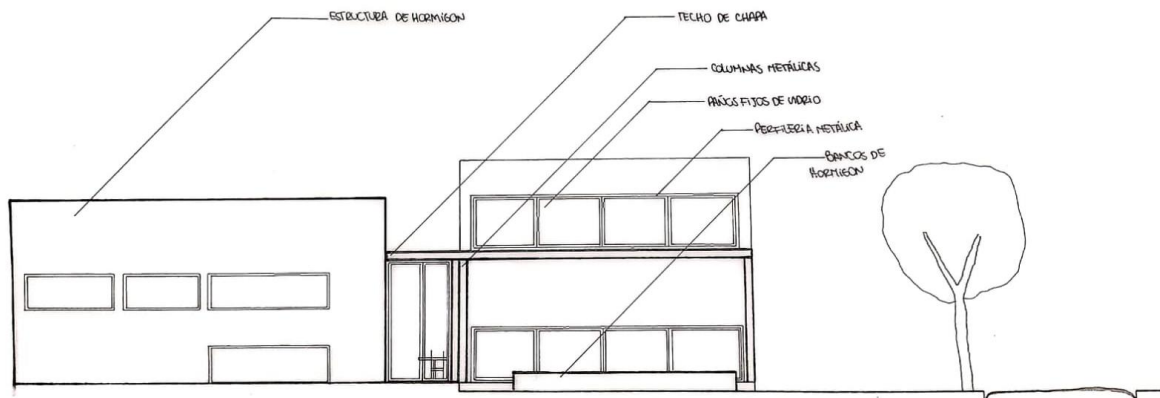 ESTRUCTURA DE HORMIGON
TECHO DE CHAPA
COLUMNAS METÁLICAS
PAÑOS FIJOS DE VIDRIO
PERFILERIA METÁLICA
BANCOS DE
HORMIGON